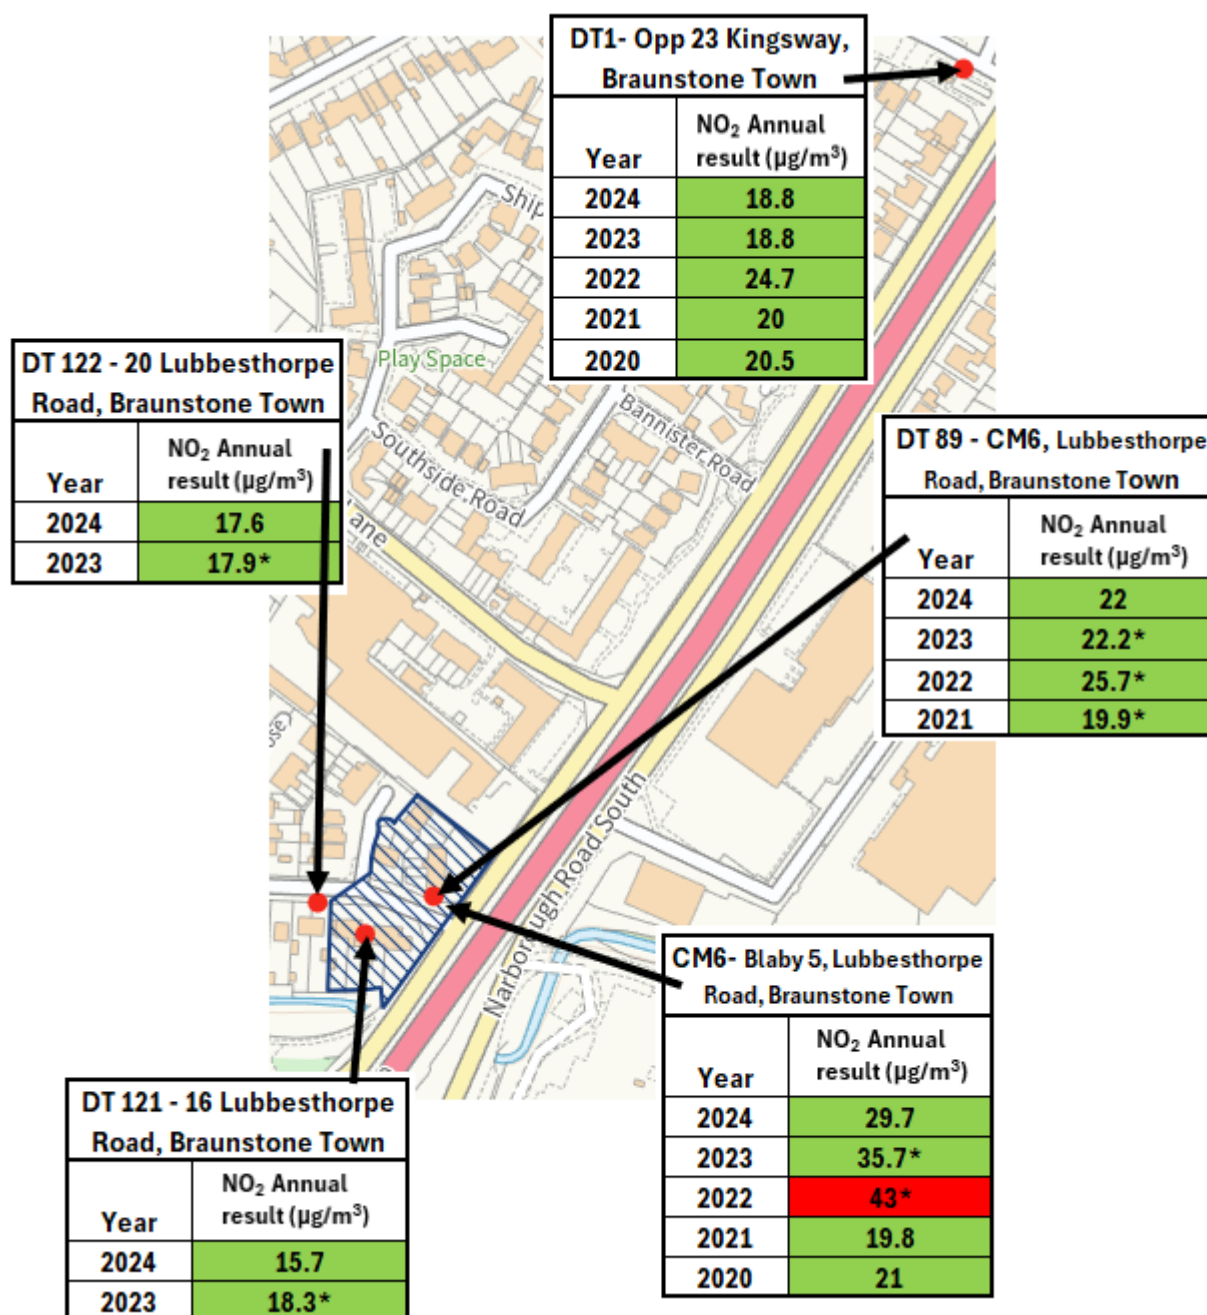 DT1- Opp 23 Kingsway,
Braunstone Town
Year NO₂ Annual
result (µg/m³)
2024 18.8
2023 18.8
2022 24.7
2021 20
2020 20.5
Ship
Play Space
Bannister Road
Southside Road
Lane
DT 122 - 20 Lubbesthorpe
Road, Braunstone Town
Year NO₂ Annual
result (µg/m³)
2024 17.6
2023 17.9*
DT 89 - CM6, Lubbesthorpe
Road, Braunstone Town
Year NO₂ Annual
result (µg/m³)
2024 22
2023 22.2*
2022 25.7*
2021 19.9*
Narborough Road South
CM6- Blaby 5, Lubbesthorpe
Road, Braunstone Town
Year NO₂ Annual
result (µg/m³)
2024 29.7
2023 35.7*
2022 43*
2021 19.8
2020 21
DT 121 - 16 Lubbesthorpe
Road, Braunstone Town
Year NO₂ Annual
result (µg/m³)
2024 15.7
2023 18.3*